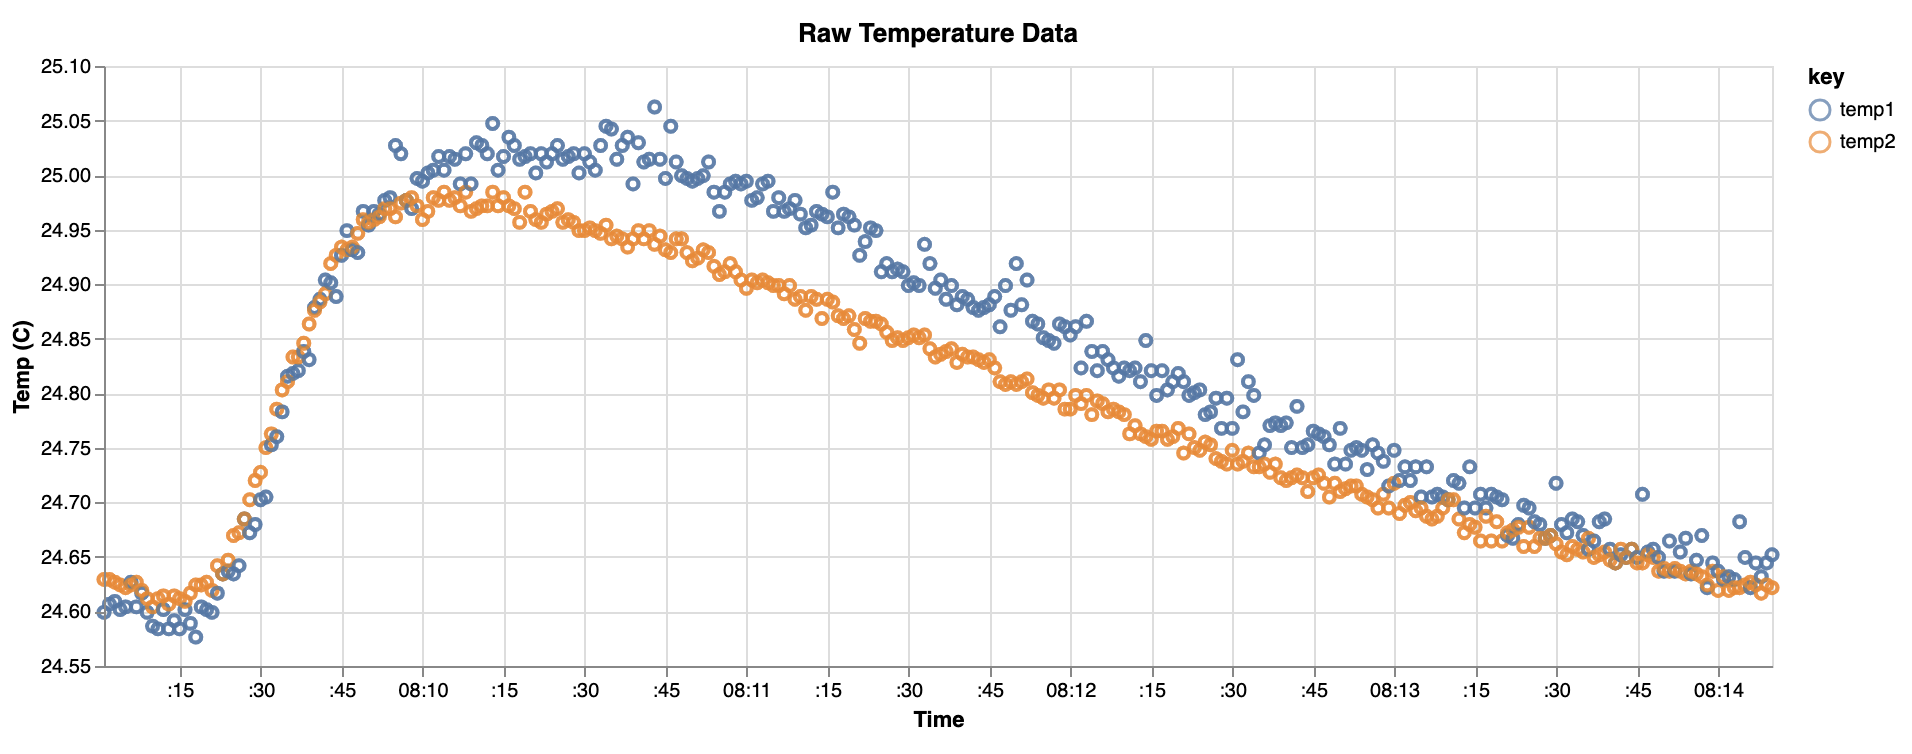 Raw Temperature Data
25.10
25.05
25.00
24.95
24.90
24.85
24.80
24.75
24.70
24.65
24.60
24.55
Temp (C)
:15 :30 :45 08:10 :15 :30 :45 08:11 :15 :30 :45 08:12 :15 :30 :45 08:13 :15 :30 :45 08:14
Time
key
temp1
temp2